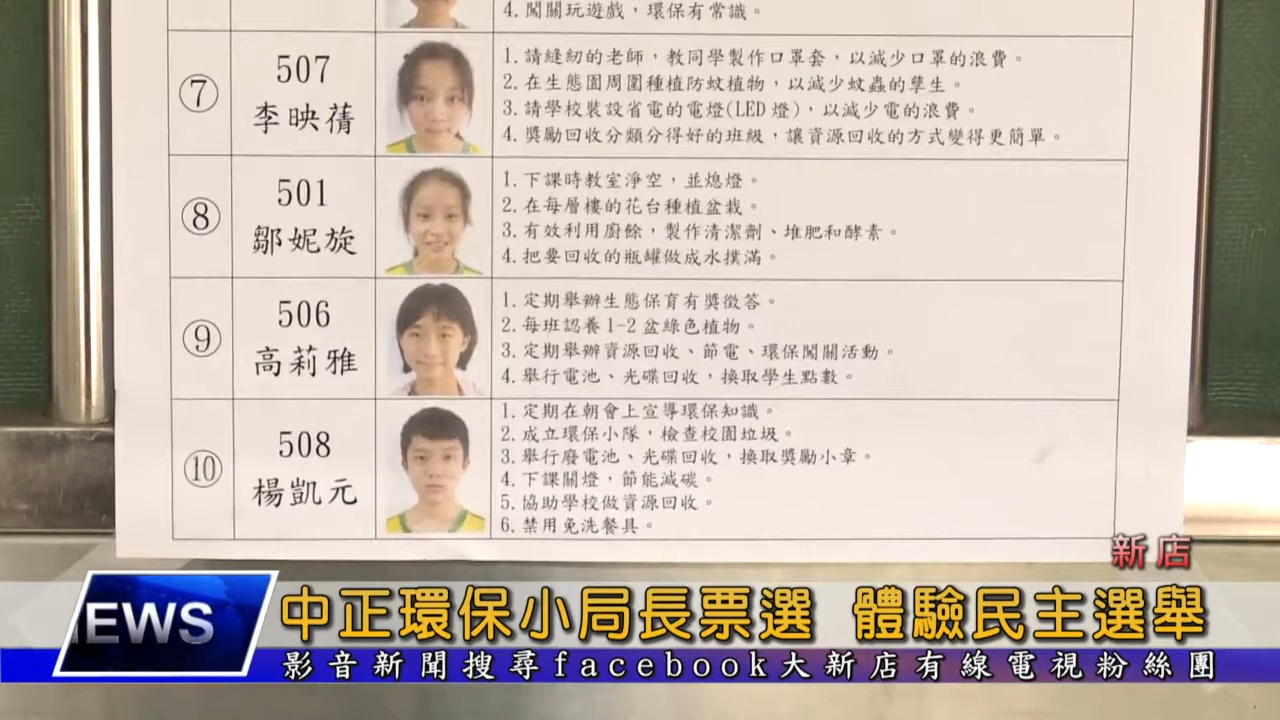 4. 闖關玩遊戲，環保有常識。
⑦
507
李映蒨
1. 請縫紉的老師，教同學製作口罩套，以減少口罩的浪費。
2. 在生態園周圍種植防蚊植物，以減少蚊蟲的孳生。
3. 請學校裝設省電的電燈(LED 燈)，以減少電的浪費。
4. 獎勵回收分類分得好的班級，讓資源回收的方式變得更簡單。
⑧
501
鄒妮旋
1. 下課時教室淨空，並熄燈。
2. 在每層樓的花台種植盆栽。
3. 有效利用廚餘，製作清潔劑、堆肥和酵素。
4. 把要回收的瓶罐做成水撲滿。
⑨
506
高莉雅
1. 定期舉辦生態保育有獎徵答。
2. 每班認養 1-2 盆綠色植物。
3. 定期舉辦資源回收、節電、環保闖關活動。
4. 舉行電池、光碟回收，換取學生點數。
⑩
508
楊凱元
1. 定期在朝會上宣導環保知識。
2. 成立環保小隊，檢查校園垃圾。
3. 舉行廢電池、光碟回收，換取獎勵小章。
4. 下課關燈，節能減碳。
5. 協助學校做資源回收。
6. 禁用免洗餐具。
新店
EWS
中正環保小局長票選 體驗民主選舉
影音新聞搜尋facebook大新店有線電視粉絲團